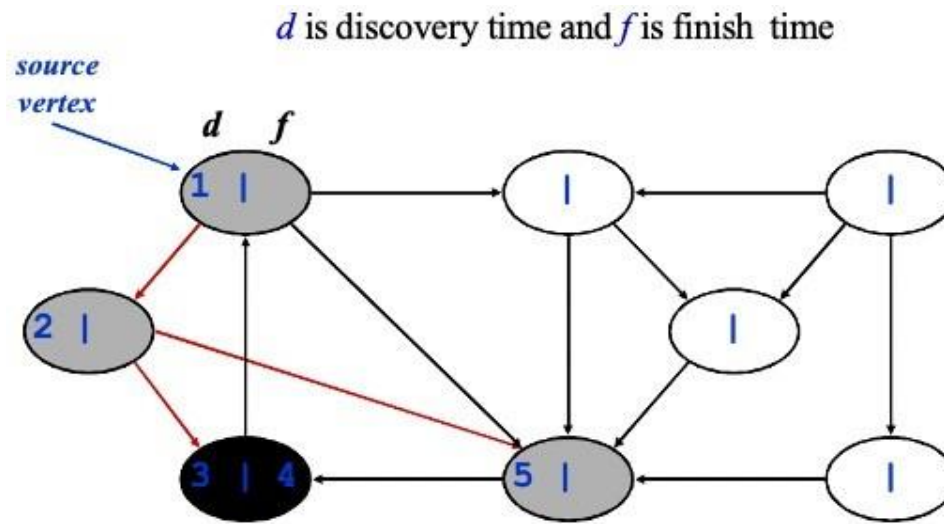 d is discovery time and f is finish time
source
vertex
d f
1 |
|
|
2 |
|
3 | 4
5 |
|